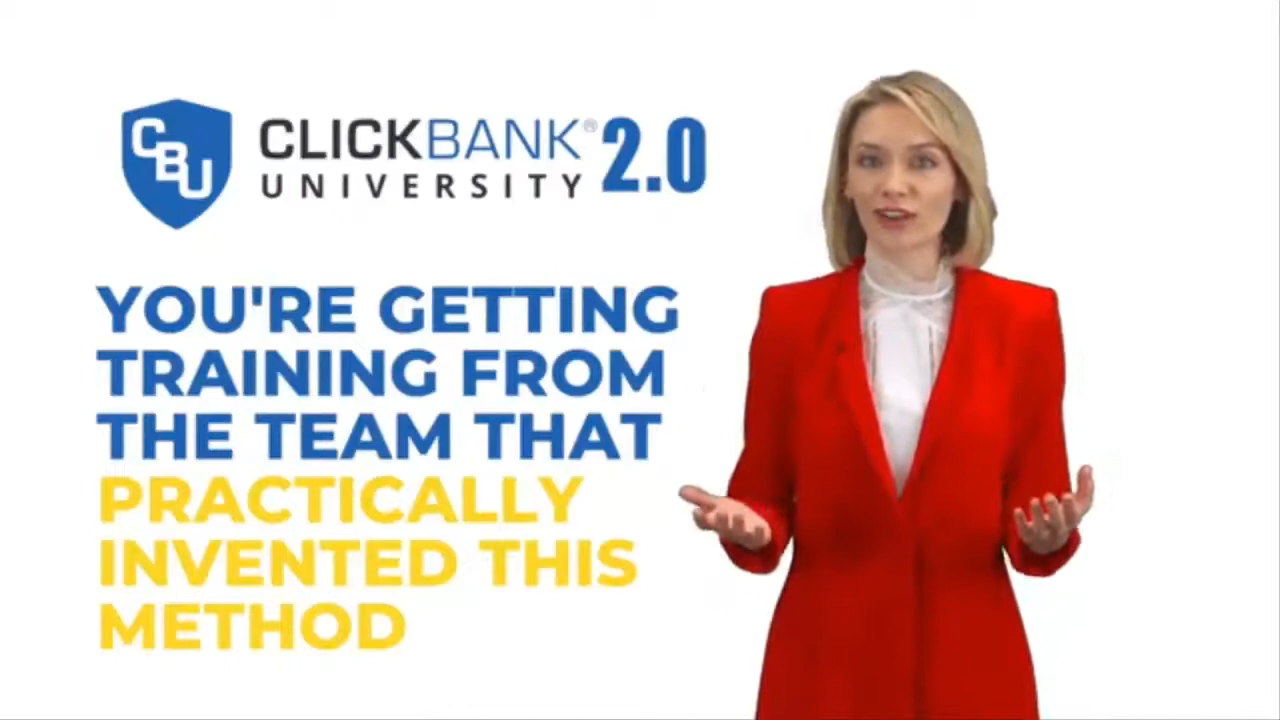 CBU
CLICKBANK® 2.0
UNIVERSITY
YOU'RE GETTING
TRAINING FROM
THE TEAM THAT
PRACTICALLY
INVENTED THIS
METHOD